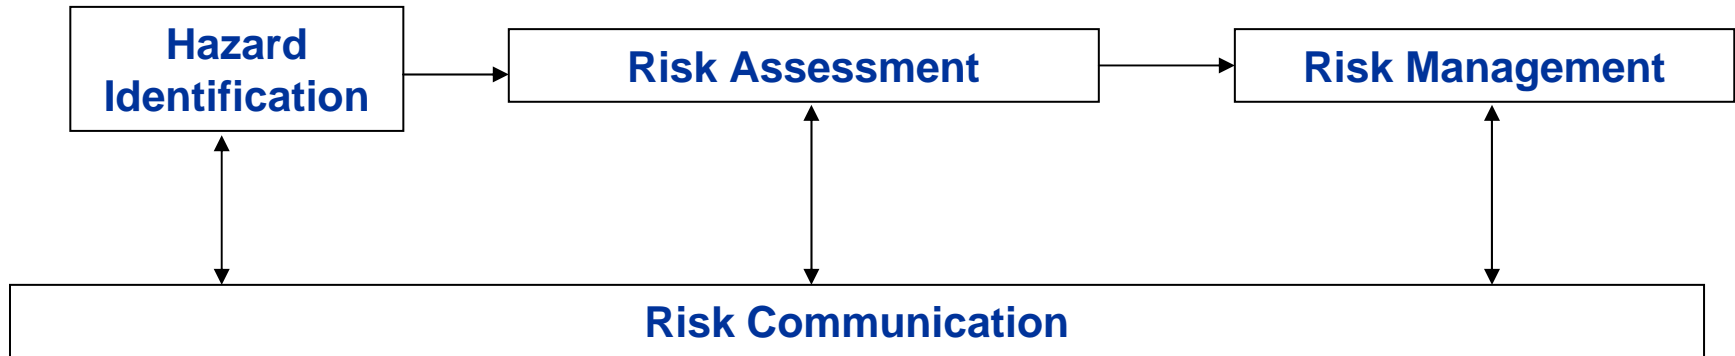 Hazard
Identification
Risk Assessment
Risk Management
Risk Communication